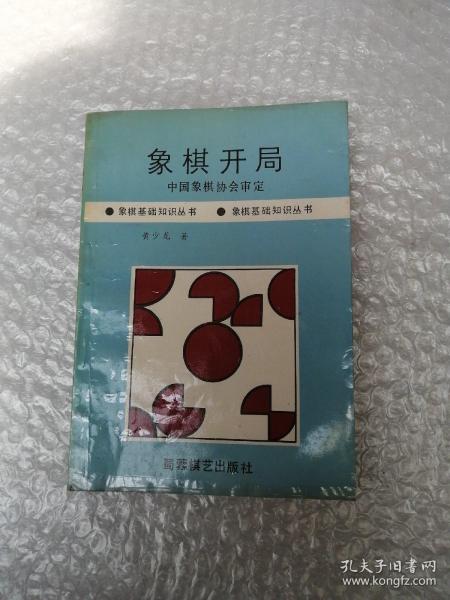 象棋开局
中国象棋协会审定
●象棋基础知识丛书 ●象棋基础知识丛书
黄少龙 著
蜀蓉棋艺出版社
孔夫子旧书网
www.kongfz.com